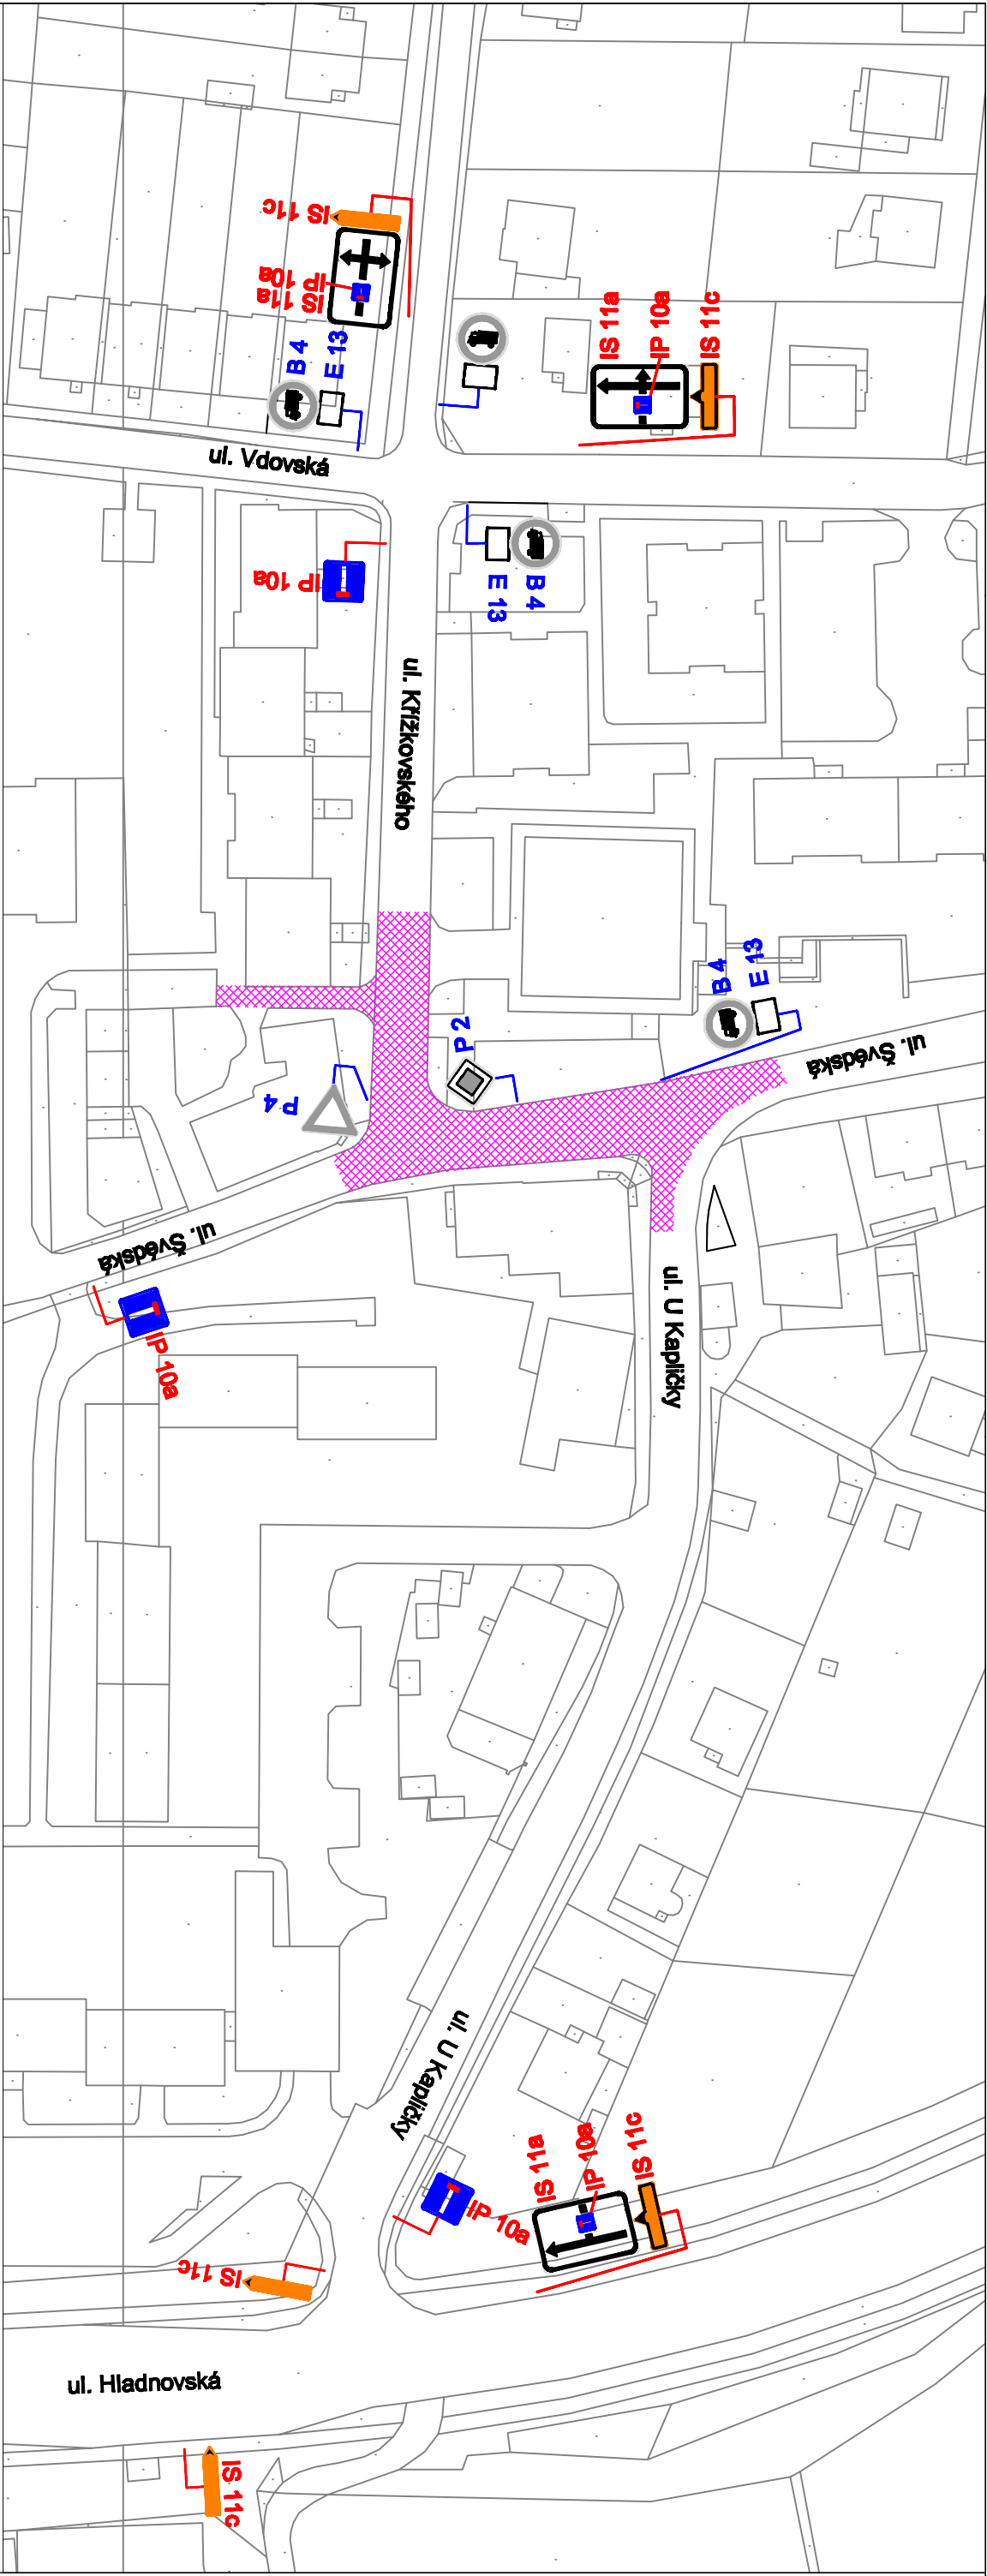 IS 11c
IP 10a
IS 11a
B 4
E 13
IS 11a
IP 10a
IS 11c
ul. Vdovská
IP 10a
E 13
B 4
ul. Křížkovského
B 4
E 13
P 2
ul. Švédská
P 4
ul. Švédská
IP 10a
ul. U Kapličky
ul. U Kapličky
IS 11a
IP 10a
IS 11c
IP 10a
IS 11c
ul. Hladnovská
IS 11c